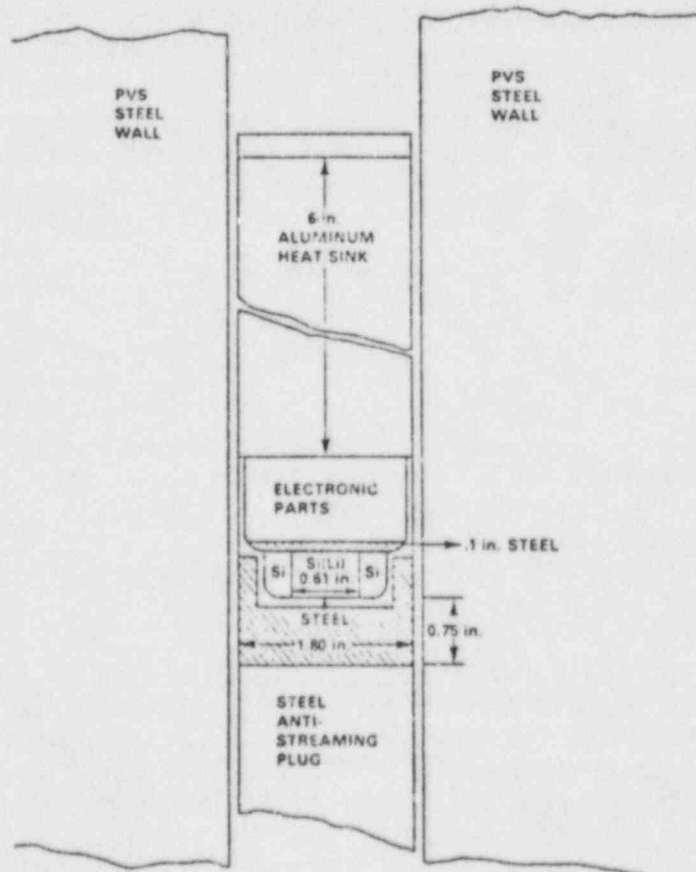 PVS
STEEL
WALL
PVS
STEEL
WALL
6 in.
ALUMINUM
HEAT SINK
ELECTRONIC
PARTS
.1 in. STEEL
Si
Si(Li)
0.61 in.
Si
STEEL
1.80 in.
0.75 in.
STEEL
ANTI-
STREAMING
PLUG